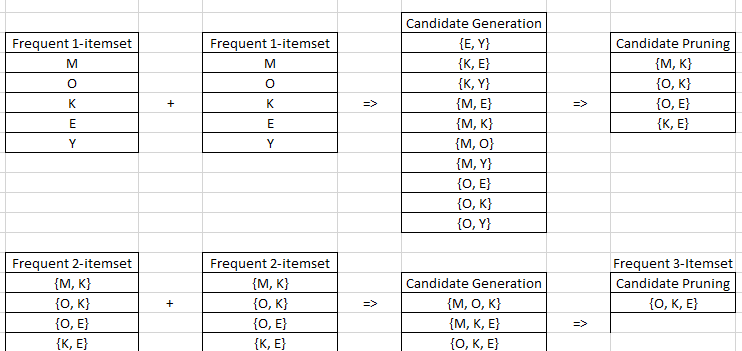 Candidate Generation
Frequent 1-itemset Frequent 1-itemset {E, Y} Candidate Pruning
M M {K, E} {M, K}
O O {K, Y} {O, K}
K + K => {M, E} => {O, E}
E E {M, K} {K, E}
Y Y {M, O}
{M, Y}
{O, E}
{O, K}
{O, Y}
Frequent 2-itemset Frequent 2-itemset Frequent 3-Itemset
{M, K} {M, K} Candidate Generation Candidate Pruning
{O, K} + {O, K} => {M, O, K} {O, K, E}
{O, E} {O, E} {M, K, E} =>
{K, E} {K, E} {O, K, E}